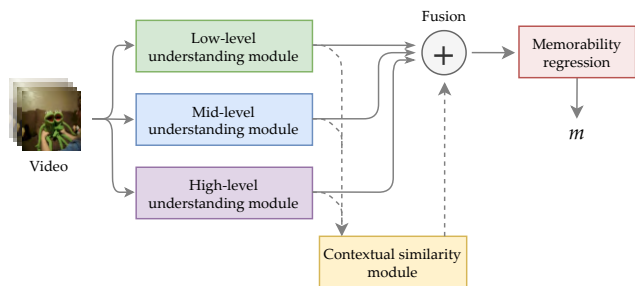 Fusion
Low-level
understanding module
+
Memorability
regression
Mid-level
understanding module
m
Video
High-level
understanding module
Contextual similarity
module